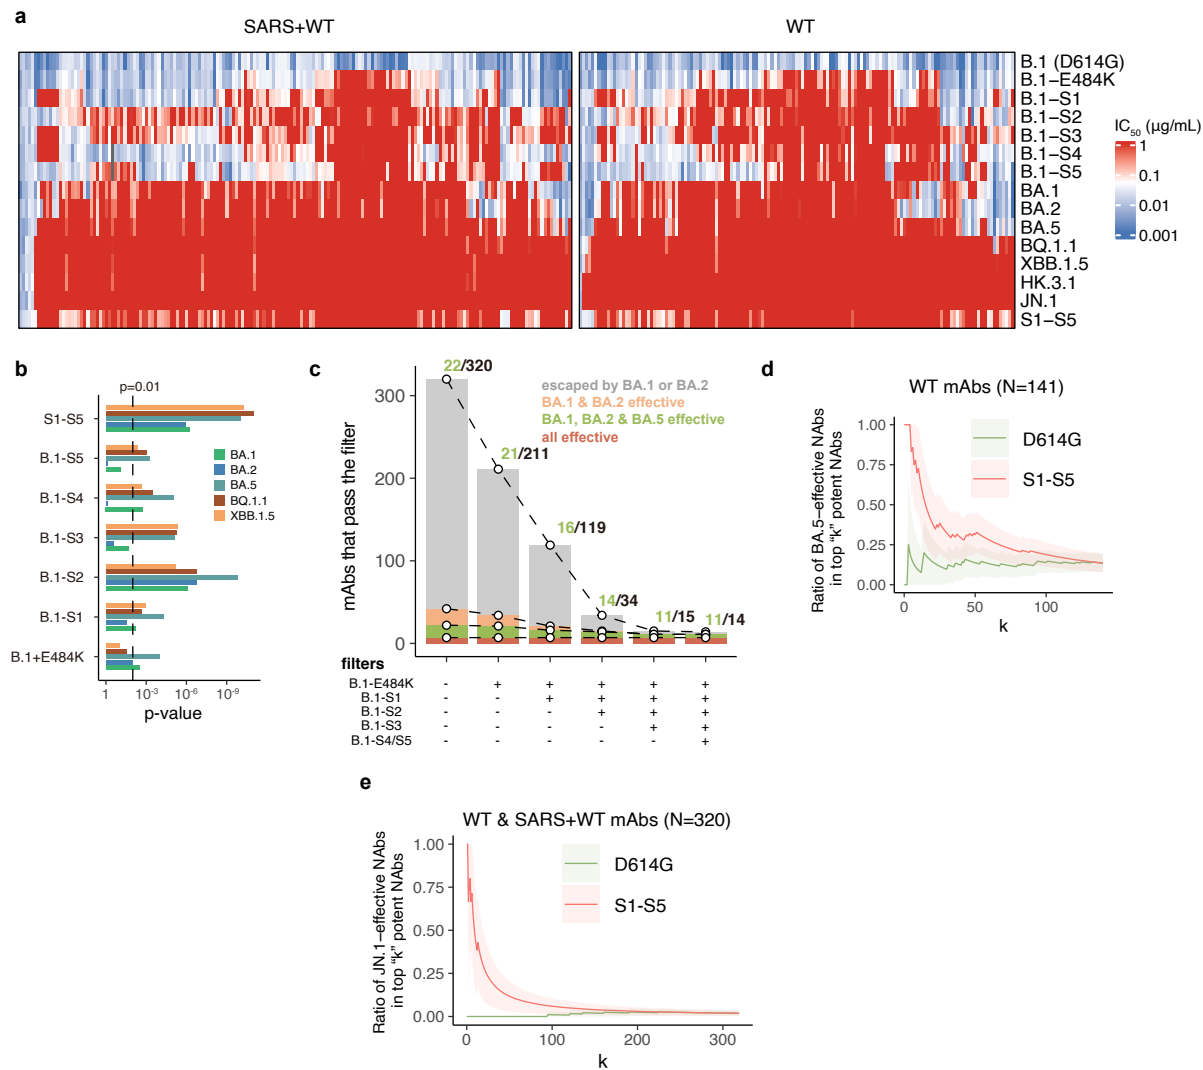 a
SARS+WT
WT
B.1 (D614G)
B.1−E484K
B.1−S1
B.1−S2
B.1−S3
B.1−S4
B.1−S5
BA.1
BA.2
BA.5
BQ.1.1
XBB.1.5
HK.3.1
JN.1
S1−S5
IC50 (μg/mL)
1
0.1
0.01
0.001
b
p=0.01
S1-S5
B.1-S5
B.1-S4
B.1-S3
B.1-S2
B.1-S1
B.1+E484K
BA.1
BA.2
BA.5
BQ.1.1
XBB.1.5
1
10-3
10-6
10-9
p-value
c
mAbs that pass the filter
300
200
100
0
22/320
21/211
16/119
14/34
11/15
11/14
escaped by BA.1 or BA.2
BA.1 & BA.2 effective
BA.1, BA.2 & BA.5 effective
all effective
filters
B.1-E484K - + + + + +
B.1-S1 - - + + + +
B.1-S2 - - - + + +
B.1-S3 - - - - + +
B.1-S4/S5 - - - - - +
d
WT mAbs (N=141)
Ratio of BA.5−effective NAbs
in top “k” potent NAbs
1.00
0.75
0.50
0.25
0.00
D614G
S1-S5
0
50
100
k
e
WT & SARS+WT mAbs (N=320)
Ratio of JN.1−effective NAbs
in top “k” potent NAbs
1.00
0.75
0.50
0.25
0.00
D614G
S1-S5
0
100
200
300
k